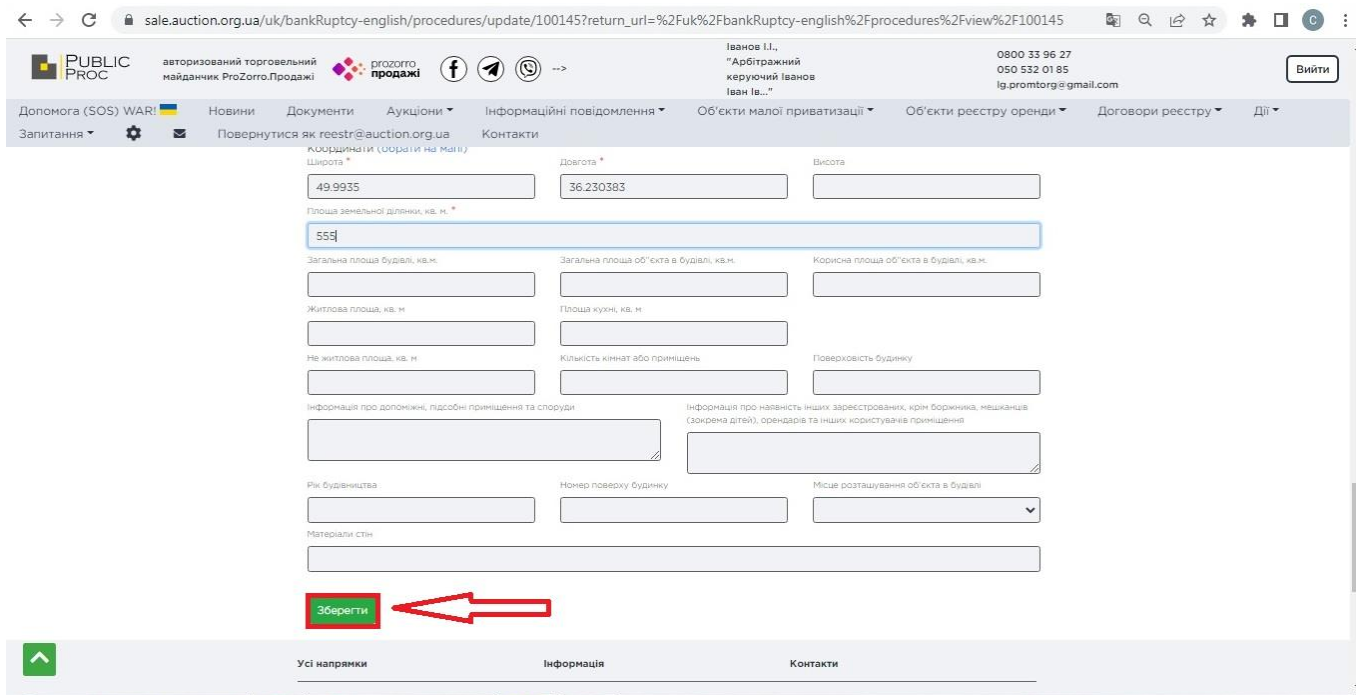 sale.auction.org.ua/uk/bankRuptcy-english/procedures/update/100145?return_url=%2Fuk%2FbankRuptcy-english%2Fprocedures%2Fview%2F100145
C
PUBLIC
PROC
авторизований торговельний
майданчик ProZorro.Продажі
prozorro
продажі
-->
Іванов І.І.,
"Арбітражний
керуючий Іванов
Іван Ів..."
0800 33 96 27
050 532 01 85
lg.promtorg@gmail.com
Вийти
Допомога (SOS) WAR! Новини Документи Аукціони Інформаційні повідомлення Об'єкти малої приватизації Об'єкти реєстру оренди Договори реєстру Дії
Запитання Повернутися як reestr@auction.org.ua Контакти
Координати (обрати на мапі)
Широта * Довгота * Висота
49.9935 36.230383
Площа земельної ділянки, кв. м. *
555
Загальна площа будівлі, кв.м. Загальна площа об"єкта в будівлі, кв.м. Корисна площа об"єкта в будівлі, кв.м.
Житлова площа, кв. м Площа кухні, кв. м
Не житлова площа, кв. м Кількість кімнат або приміщень Поверховість будинку
Інформація про допоміжні, підсобні приміщення та споруди
Інформація про наявність інших зареєстрованих, крім боржника, мешканців
(зокрема дітей), орендарів та інших користувачів приміщення
Рік будівництва Номер поверху будинку Місце розташування об'єкта в будівлі
Матеріали стін
Зберегти
Усі напрямки Інформація Контакти